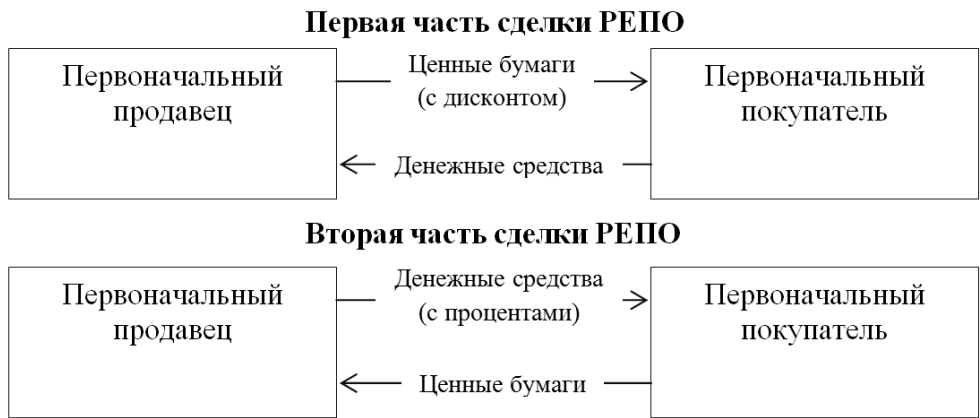 Первая часть сделки РЕПО
Первоначальный
продавец
Ценные бумаги
(с дисконтом)
Денежные средства
Первоначальный
покупатель
Вторая часть сделки РЕПО
Первоначальный
продавец
Денежные средства
(с процентами)
Ценные бумаги
Первоначальный
покупатель